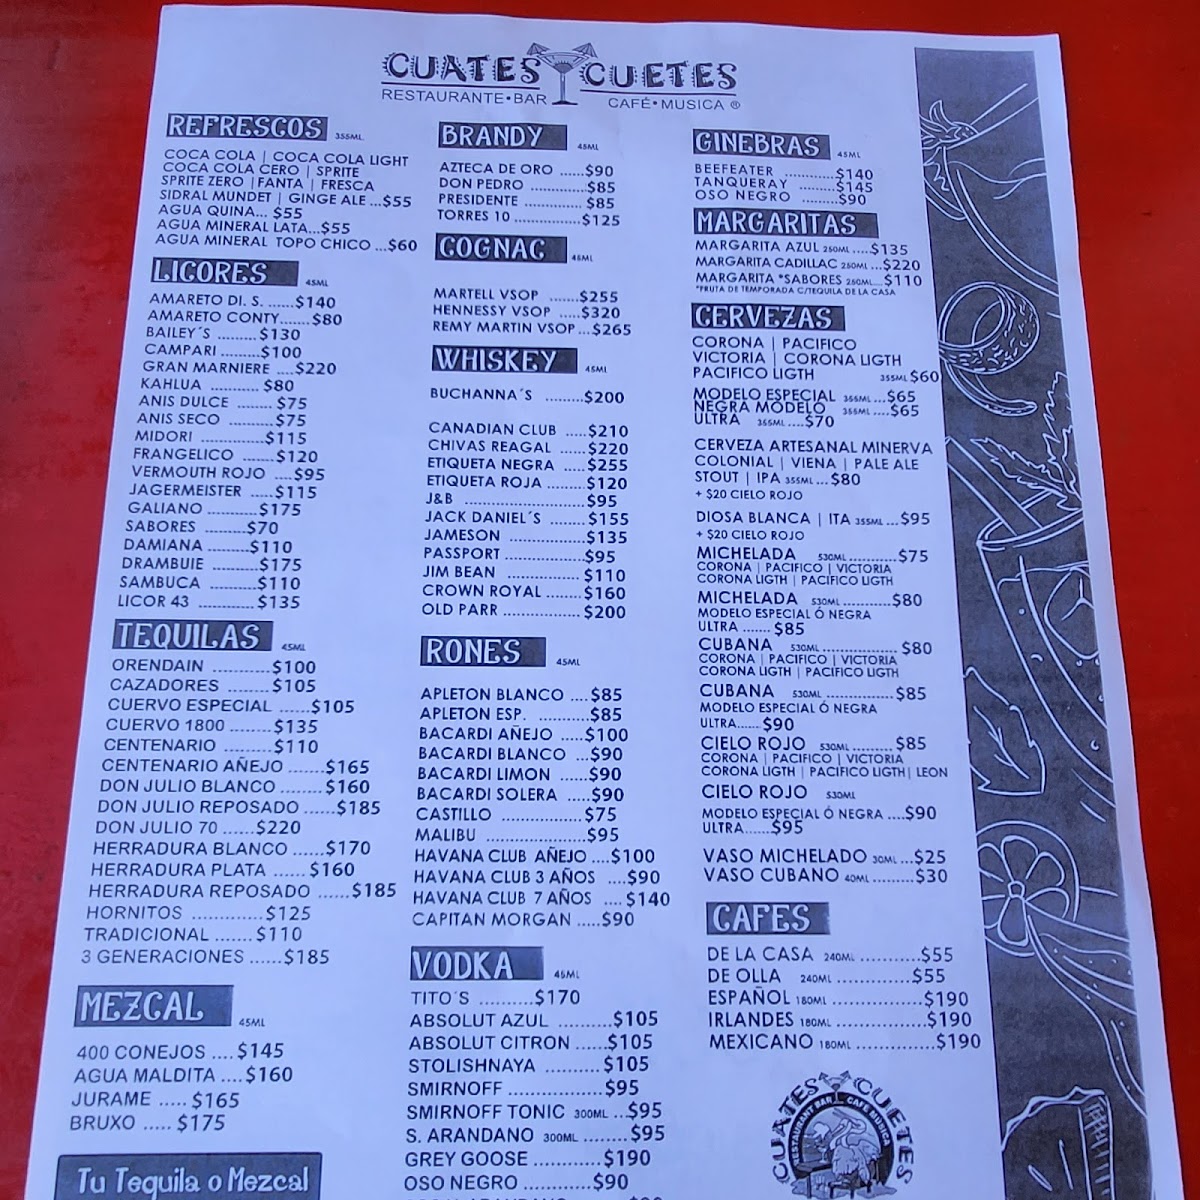 CUATES CUETES
RESTAURANTE • BAR CAFÉ • MUSICA ®
REFRESCOS 355ML
COCA COLA | COCA COLA LIGHT
COCA COLA CERO | SPRITE
SPRITE ZERO | FANTA | FRESCA
SIDRAL MUNDET | GINGE ALE ...$55
AGUA QUINA... $55
AGUA MINERAL LATA...$55
AGUA MINERAL TOPO CHICO ...$60
LICORES 45ML
AMARETO DI. S. ......$140
AMARETO CONTY.......$80
BAILEY´S .........$130
CAMPARI .........$100
GRAN MARNIERE ....$220
KAHLUA ........... $80
ANIS DULCE ........ $75
ANIS SECO ......... $75
MIDORI ...............$115
FRANGELICO ..........$120
VERMOUTH ROJO ....$95
JAGERMEISTER .....$115
GALIANO ...........$175
SABORES .........$70
DAMIANA ..........$110
DRAMBUIE ...........$175
SAMBUCA ...........$110
LICOR 43 ............$135
TEQUILAS 45ML
ORENDAIN ............$100
CAZADORES .........$105
CUERVO ESPECIAL ......$105
CUERVO 1800 .........$135
CENTENARIO .........$110
CENTENARIO AÑEJO .......$165
DON JULIO BLANCO .........$160
DON JULIO REPOSADO ......$185
DON JULIO 70 ......$220
HERRADURA BLANCO ......$170
HERRADURA PLATA ...... $160
HERRADURA REPOSADO ......$185
HORNITOS ..............$125
TRADICIONAL .......$110
3 GENERACIONES ......$185
MEZCAL 45ML
400 CONEJOS .... $145
AGUA MALDITA ....$160
JURAME ..... $165
BRUXO ..... $175
Tu Tequila o Mezcal
BRANDY 45ML
AZTECA DE ORO .....$90
DON PEDRO ............$85
PRESIDENTE ..............$85
TORRES 10 ...............$125
COGNAC 45ML
MARTELL VSOP .......$255
HENNESSY VSOP .....$320
REMY MARTIN VSOP...$265
WHISKEY 45ML
BUCHANNA´S .........$200
CANADIAN CLUB .....$210
CHIVAS REAGAL .....$220
ETIQUETA NEGRA .....$255
ETIQUETA ROJA .......$120
J&B .....................$95
JACK DANIEL´S ........$155
JAMESON ..............$135
PASSPORT ...............$95
JIM BEAN ...............$110
CROWN ROYAL .......$160
OLD PARR ...............$200
RONES 45ML
APLETON BLANCO ....$85
APLETON ESP. .........$85
BACARDI AÑEJO .....$100
BACARDI BLANCO ...$90
BACARDI LIMON ......$90
BACARDI SOLERA .....$90
CASTILLO .................$75
MALIBU ....................$95
HAVANA CLUB AÑEJO ....$100
HAVANA CLUB 3 AÑOS ....$90
HAVANA CLUB 7 AÑOS ....$140
CAPITAN MORGAN .....$90
VODKA 45ML
TITO´S .........$170
ABSOLUT AZUL ..........$105
ABSOLUT CITRON ......$105
STOLISHNAYA ..........$105
SMIRNOFF ................$95
SMIRNOFF TONIC 300ML ...$95
S. ARANDANO 300ML ........$95
GREY GOOSE ............$190
OSO NEGRO ............$90
GINEBRAS 45ML
BEEFEATER ............$140
TANQUERAY ..........$145
OSO NEGRO .........$90
MARGARITAS
MARGARITA AZUL 250ML ....$135
MARGARITA CADILLAC 250ML ...$220
MARGARITA *SABORES 250ML...$110
*FRUTA DE TEMPORADA C/TEQUILA DE LA CASA
CERVEZAS
CORONA | PACIFICO
VICTORIA | CORONA LIGTH
PACIFICO LIGTH 355ML $60
MODELO ESPECIAL 355ML...$65
NEGRA MODELO 355ML ....$65
ULTRA 355ML ....$70
CERVEZA ARTESANAL MINERVA
COLONIAL | VIENA | PALE ALE
STOUT | IPA 355ML...$80
+ $20 CIELO ROJO
DIOSA BLANCA | ITA 355ML...$95
+ $20 CIELO ROJO
MICHELADA 530ML............$75
CORONA | PACIFICO | VICTORIA
CORONA LIGTH | PACIFICO LIGTH
MICHELADA 530ML............$80
MODELO ESPECIAL Ó NEGRA
ULTRA ....... $85
CUBANA 530ML.................. $80
CORONA | PACIFICO | VICTORIA
CORONA LIGTH | PACIFICO LIGTH
CUBANA 530ML ................$85
MODELO ESPECIAL Ó NEGRA
ULTRA...... $90
CIELO ROJO 530ML ......... $85
CORONA | PACIFICO | VICTORIA
CORONA LIGTH | PACIFICO LIGTH| LEON
CIELO ROJO 530ML
MODELO ESPECIAL Ó NEGRA ....$90
ULTRA......$95
VASO MICHELADO 30ML ...$25
VASO CUBANO 40ML .........$30
CAFES
DE LA CASA 240ML ...........$55
DE OLLA 240ML ..............$55
ESPAÑOL 180ML ................$190
IRLANDES 180ML ...............$190
MEXICANO 180ML ..............$190
CUATES CUETES
RESTAURANT BAR CAFE MUSICA